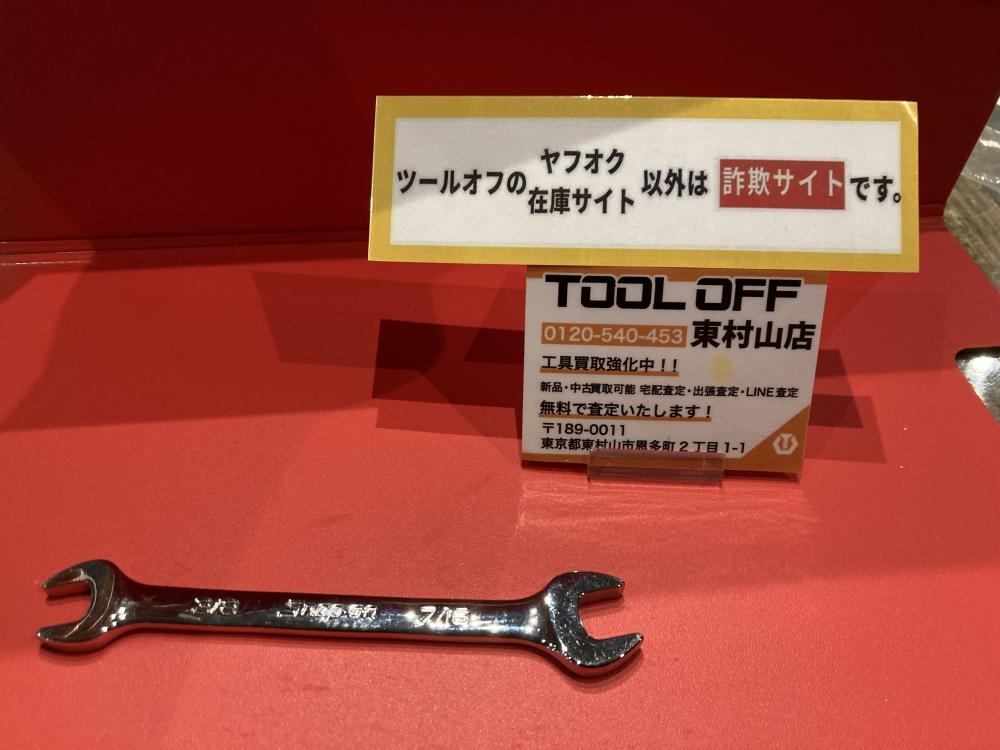 ツールオフの ヤフオク 在庫サイト 以外は 詐欺サイト です。
TOOL OFF
0120-540-453 東村山店
工具買取強化中!!
新品・中古買取可能 宅配査定・出張査定・LINE査定
無料で査定いたします!
〒189-0011
東京都東村山市恩多町2丁目1-1
3/8 Snap-on 7/16